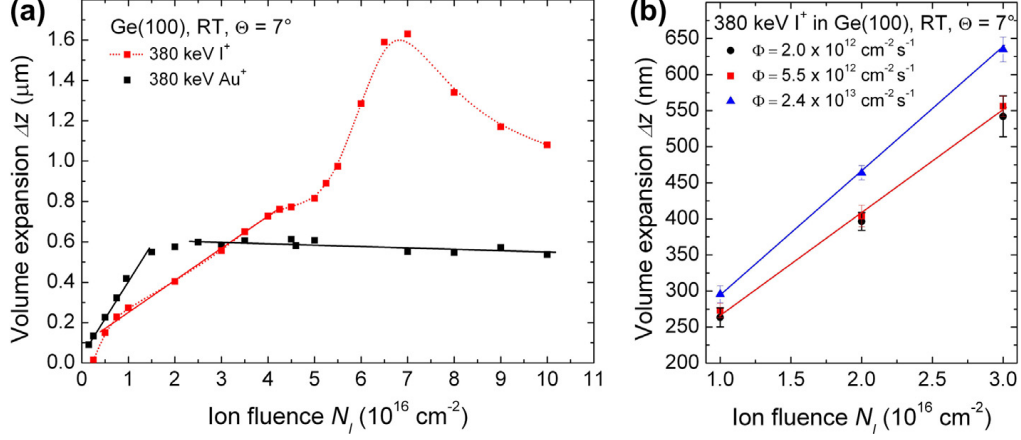 (a)
Ge(100), RT, Θ = 7°
380 keV I⁺
380 keV Au⁺
Volume expansion Δz (μm)
1.6
1.4
1.2
1.0
0.8
0.6
0.4
0.2
0.0
0 1 2 3 4 5 6 7 8 9 10 11
Ion fluence N_I (10¹⁶ cm⁻²)
(b)
380 keV I⁺ in Ge(100), RT, Θ = 7°
Φ = 2.0 x 10¹² cm⁻² s⁻¹
Φ = 5.5 x 10¹² cm⁻² s⁻¹
Φ = 2.4 x 10¹³ cm⁻² s⁻¹
Volume expansion Δz (nm)
650
600
550
500
450
400
350
300
250
200
1.0 1.5 2.0 2.5 3.0
Ion fluence N_I (10¹⁶ cm⁻²)